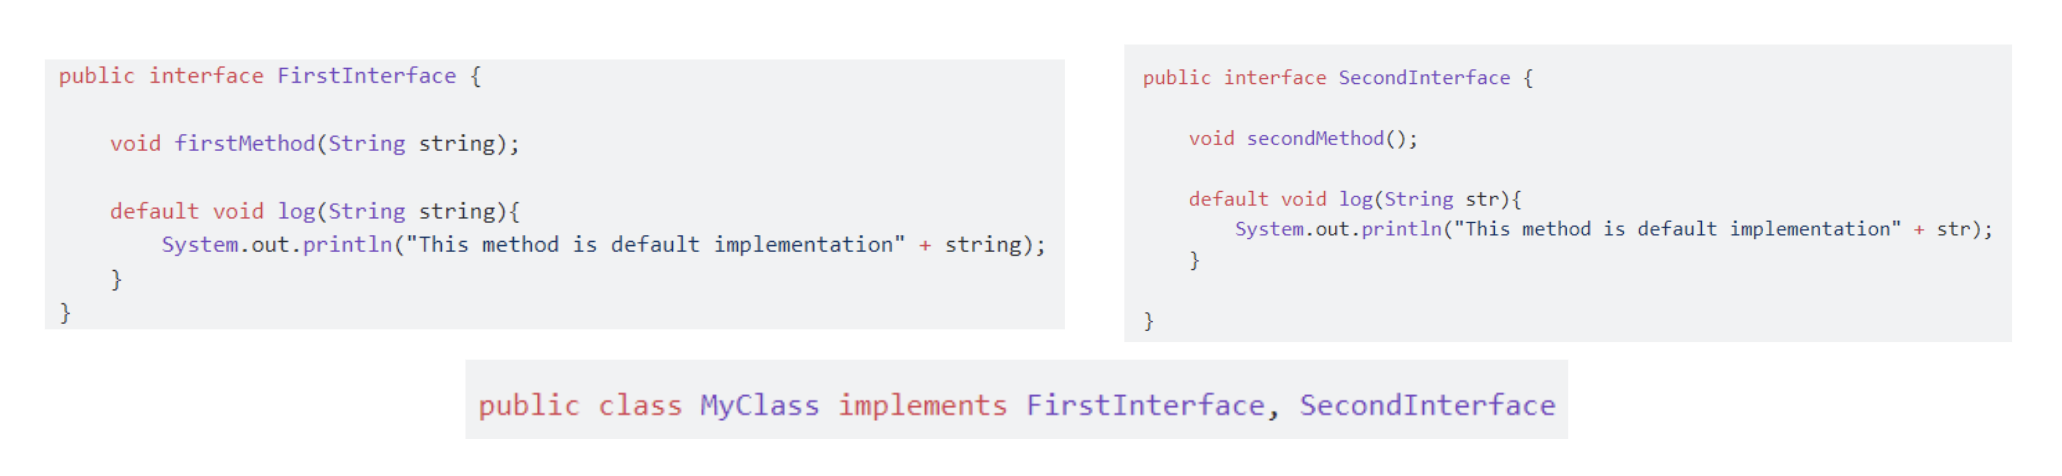 public interface FirstInterface {
void firstMethod(String string);
default void log(String string){
System.out.println("This method is default implementation" + string);
}
}
public interface SecondInterface {
void secondMethod();
default void log(String str){
System.out.println("This method is default implementation" + str);
}
}
public class MyClass implements FirstInterface, SecondInterface